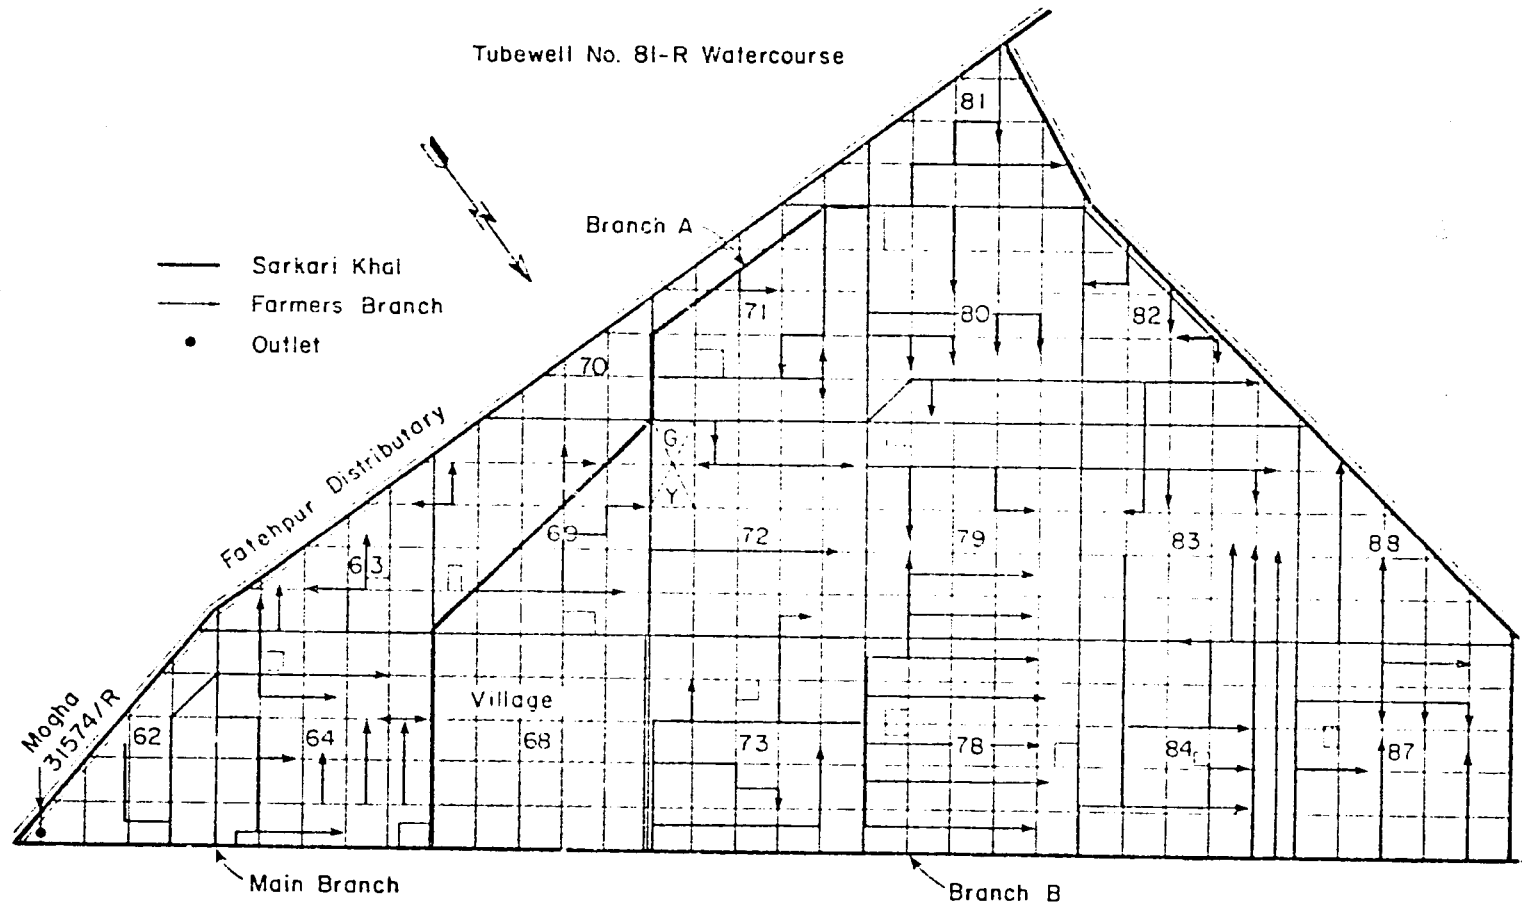 Tubewell No. 81-R Watercourse
81
Branch A
N
Sarkari Khal
Farmers Branch
Outlet
71
80
82
70
G
Y
Fatehpur Distributary
69
72
79
83
88
63
Village
Mogha
31574/R
62
64
68
73
78
84
87
Main Branch
Branch B